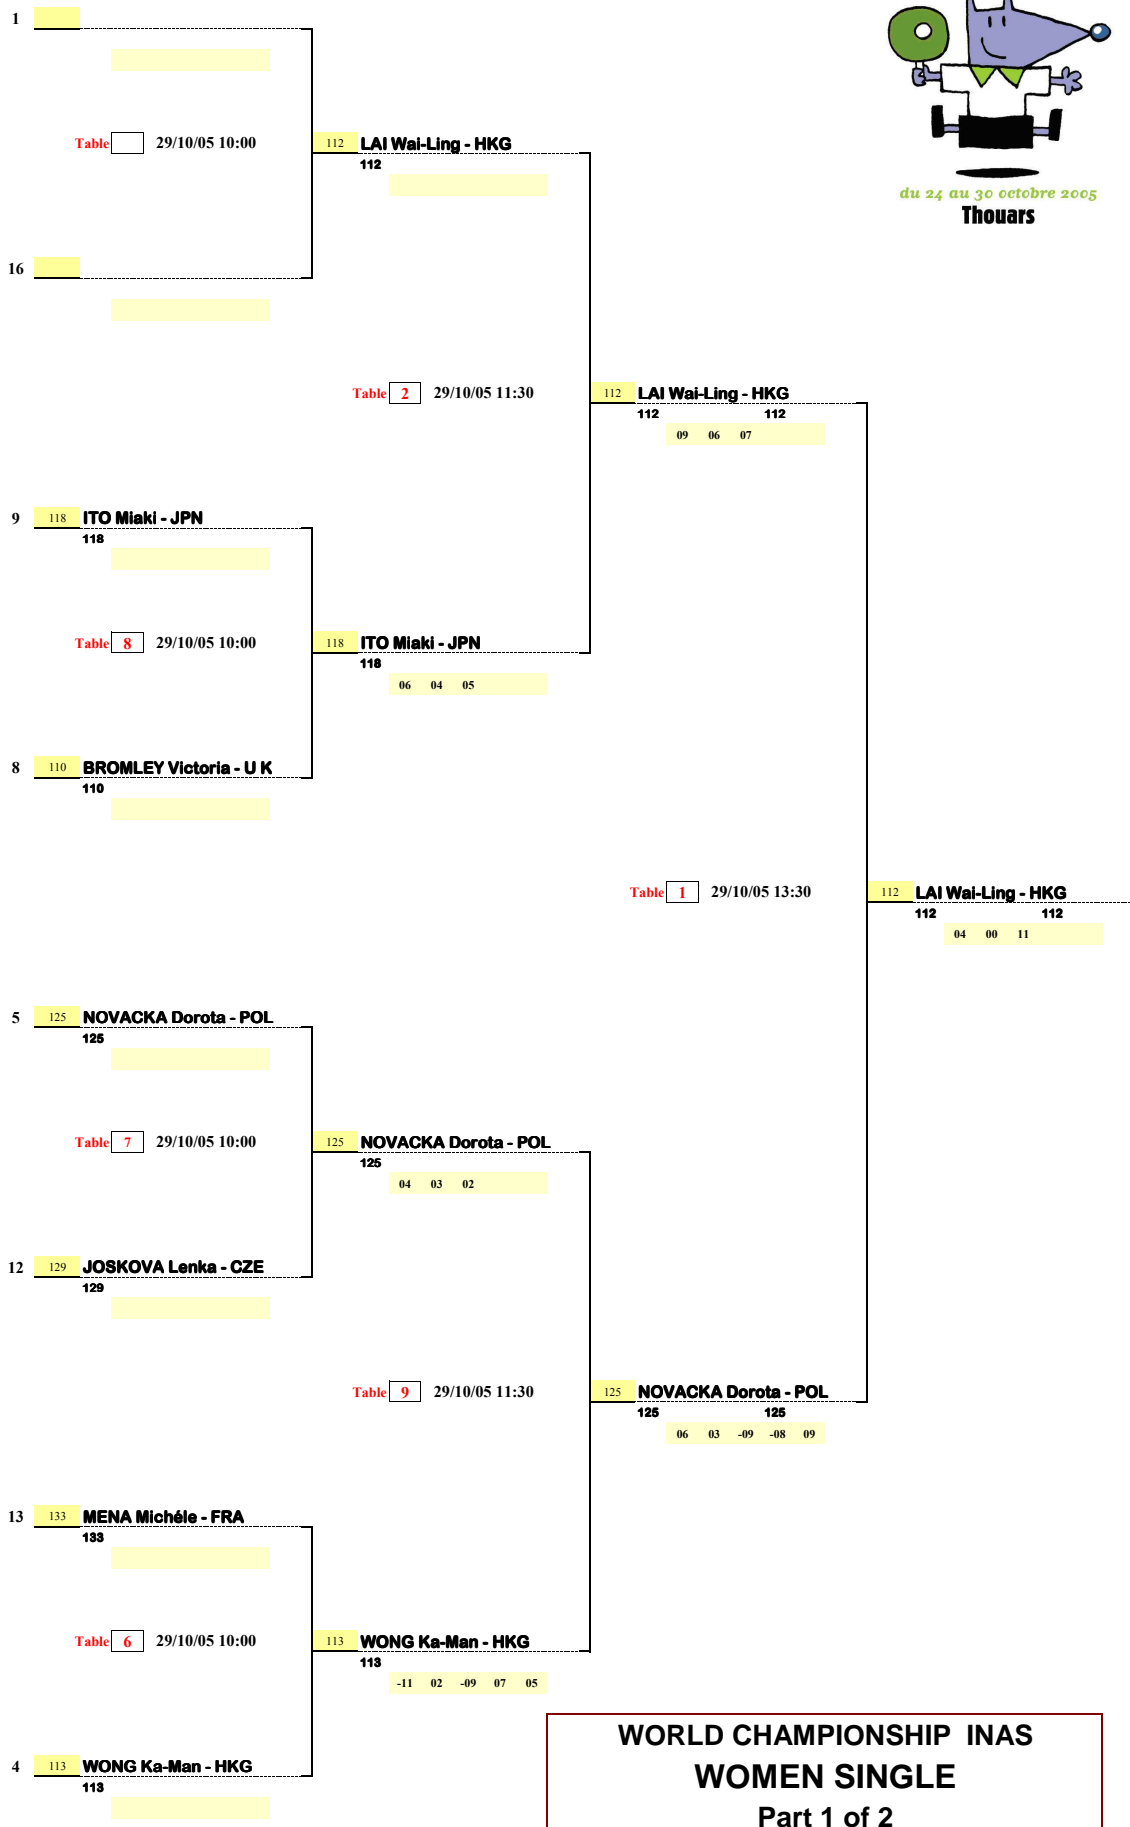 1
Table 29/10/05 10:00
112 LAI Wai-Ling - HKG
112
du 24 au 30 octobre 2005
Thouars
16
Table 2 29/10/05 11:30
112 LAI Wai-Ling - HKG
112 112
09 06 07
9 118 ITO Miaki - JPN
118
Table 8 29/10/05 10:00
118 ITO Miaki - JPN
118
06 04 05
8 110 BROMLEY Victoria - U K
110
Table 1 29/10/05 13:30
112 LAI Wai-Ling - HKG
112 112
04 00 11
5 125 NOVACKA Dorota - POL
125
Table 7 29/10/05 10:00
125 NOVACKA Dorota - POL
125
04 03 02
12 129 JOSKOVA Lenka - CZE
129
Table 9 29/10/05 11:30
125 NOVACKA Dorota - POL
125 125
06 03 -09 -08 09
13 133 MENA Michéle - FRA
133
Table 6 29/10/05 10:00
113 WONG Ka-Man - HKG
113
-11 02 -09 07 05
4 113 WONG Ka-Man - HKG
113
WORLD CHAMPIONSHIP INAS
WOMEN SINGLE
Part 1 of 2